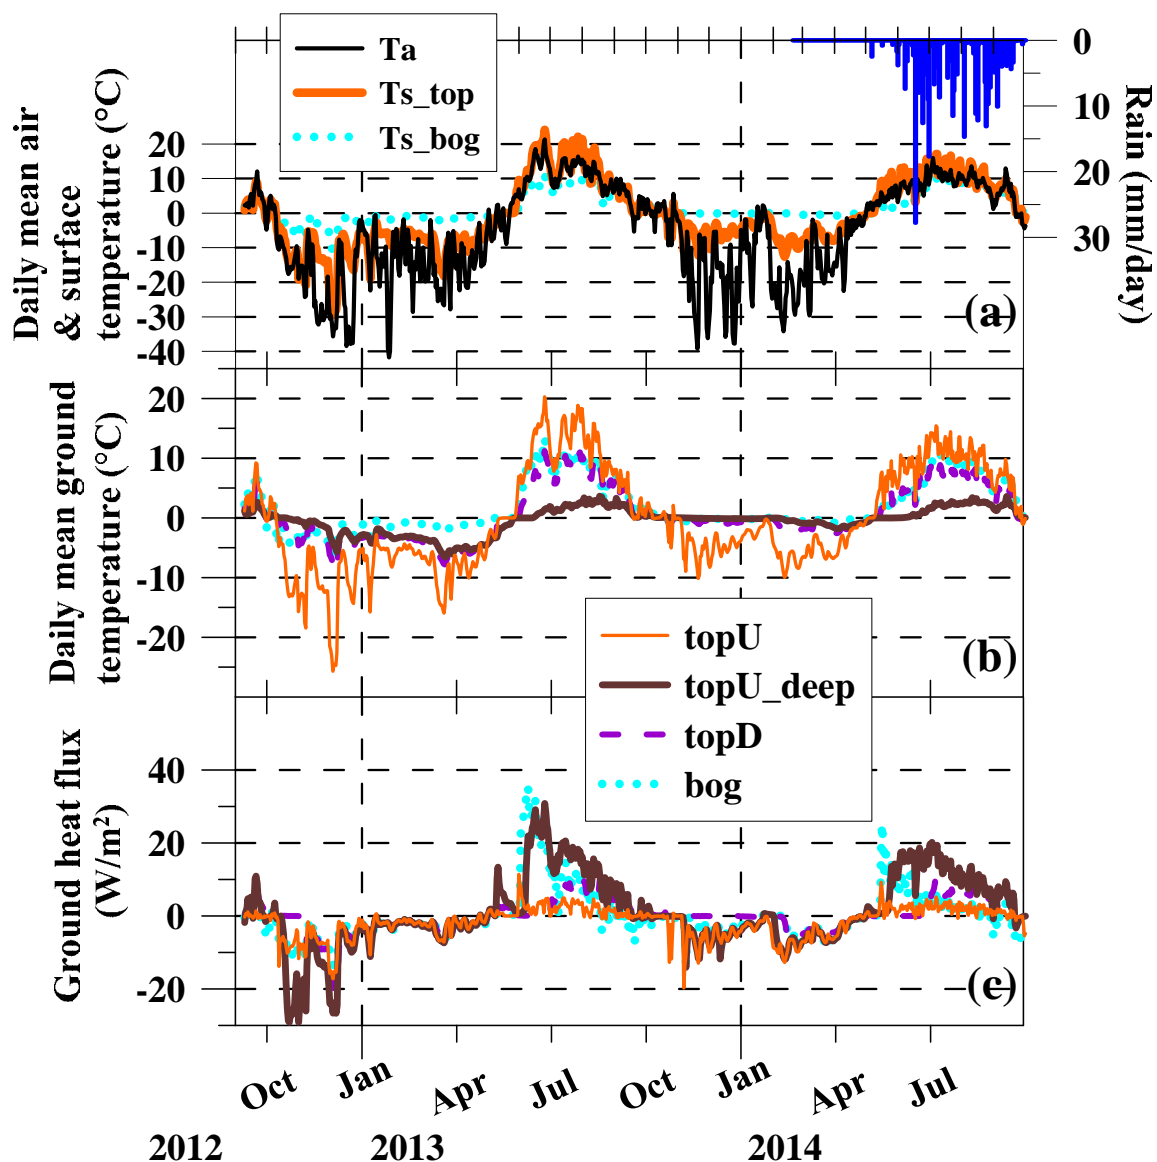 Ta
Ts_top
Ts_bog
Daily mean air
& surface
temperature (°C)
20
10
0
-10
-20
-30
-40
0
10
20
30
Rain (mm/day)
(a)
Daily mean ground
temperature (°C)
20
10
0
-10
-20
(b)
topU
topU_deep
topD
bog
Ground heat flux
(W/m²)
40
20
0
-20
(c)
Oct
Jan
Apr
Jul
Oct
Jan
Apr
Jul
2012
2013
2014